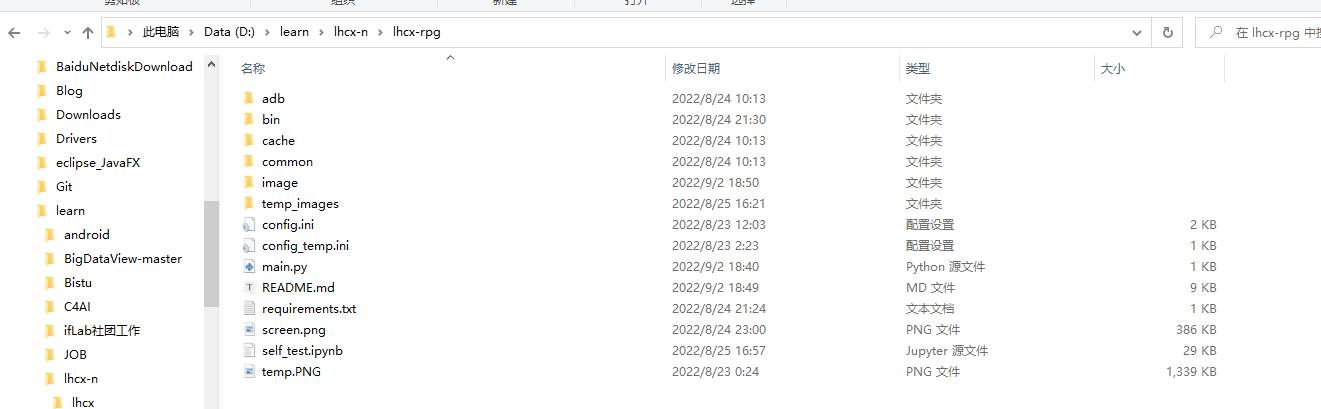 剪贴板 组织 新建 打开 选择
此电脑 Data (D:) learn lhcx-n lhcx-rpg
在 lhcx-rpg 中
BaiduNetdiskDownload
Blog
Downloads
Drivers
eclipse_JavaFX
Git
learn
android
BigDataView-master
Bistu
C4AI
ifLab社团工作
JOB
lhcx-n
lhcx
名称 修改日期 类型 大小
adb 2022/8/24 10:13 文件夹
bin 2022/8/24 21:30 文件夹
cache 2022/8/24 10:13 文件夹
common 2022/8/24 10:13 文件夹
image 2022/9/2 18:50 文件夹
temp_images 2022/8/25 16:21 文件夹
config.ini 2022/8/23 12:03 配置设置 2 KB
config_temp.ini 2022/8/23 2:23 配置设置 1 KB
main.py 2022/9/2 18:40 Python 源文件 1 KB
README.md 2022/9/2 18:49 MD 文件 9 KB
requirements.txt 2022/8/24 21:24 文本文档 1 KB
screen.png 2022/8/24 23:00 PNG 文件 386 KB
self_test.ipynb 2022/8/25 16:57 Jupyter 源文件 29 KB
temp.PNG 2022/8/23 0:24 PNG 文件 1,339 KB